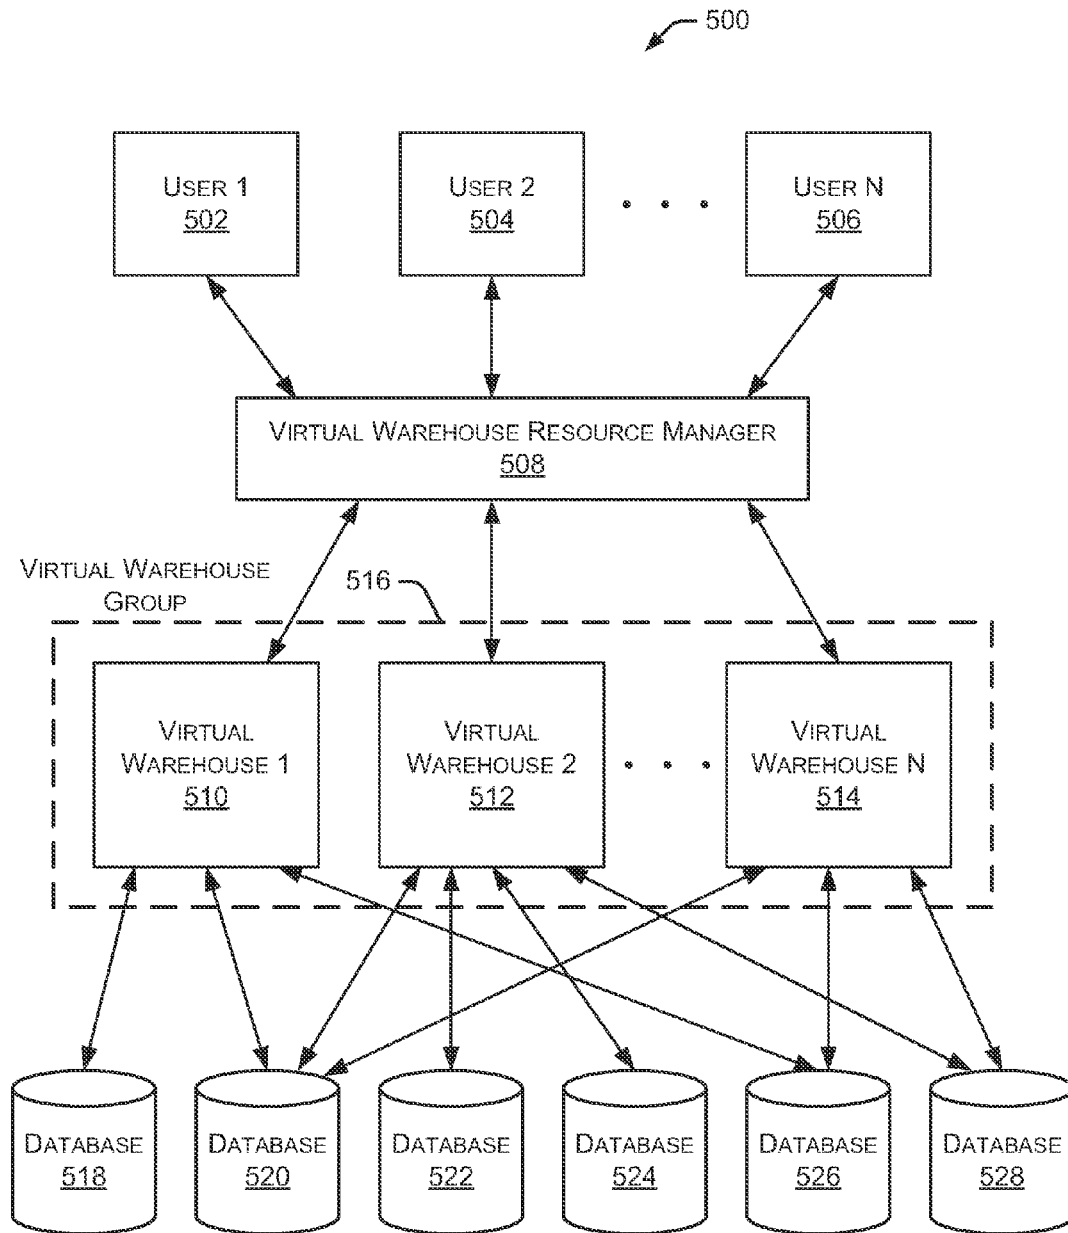 500
USER 1
502
USER 2
504
USER N
506
VIRTUAL WAREHOUSE RESOURCE MANAGER
508
VIRTUAL WAREHOUSE
GROUP
516
VIRTUAL
WAREHOUSE 1
510
VIRTUAL
WAREHOUSE 2
512
VIRTUAL
WAREHOUSE N
514
DATABASE
518
DATABASE
520
DATABASE
522
DATABASE
524
DATABASE
526
DATABASE
528